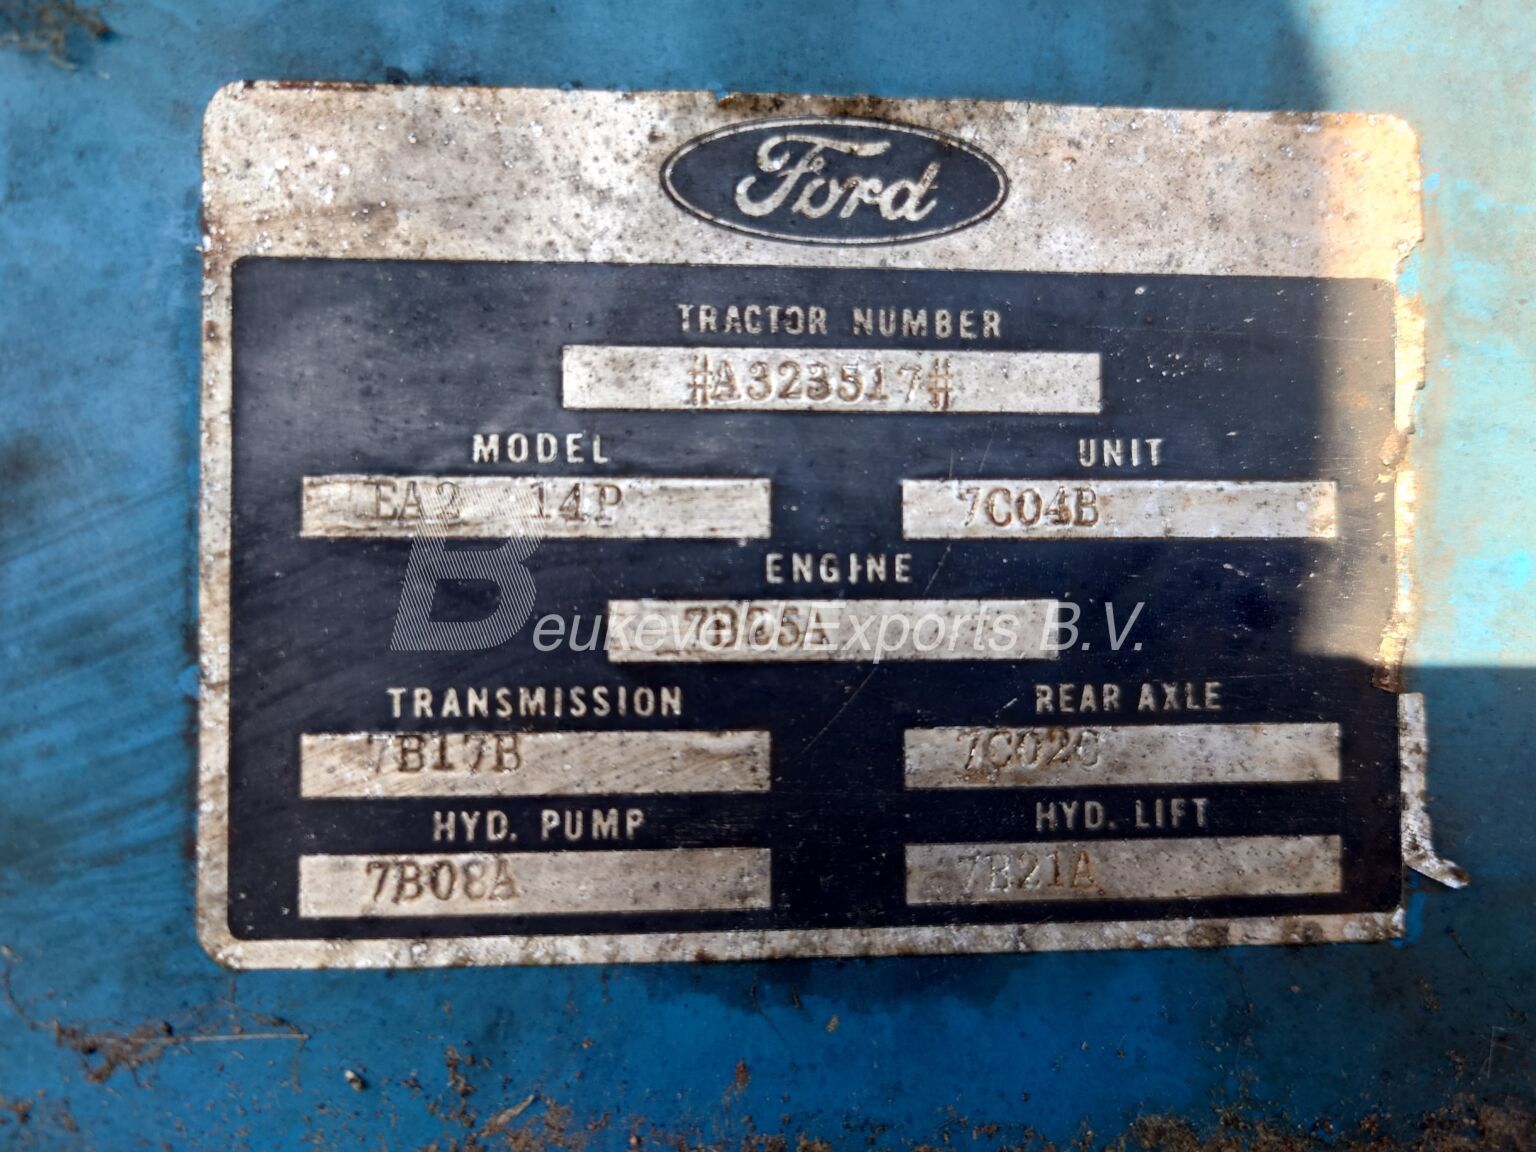 Ford
TRACTOR NUMBER
#A323517#
MODEL UNIT
EA2 14P 7C04B
ENGINE
7B25A
Beukeveld Exports B.V.
TRANSMISSION REAR AXLE
7B17B 7C02C
HYD. PUMP HYD. LIFT
7B08A 7B21A